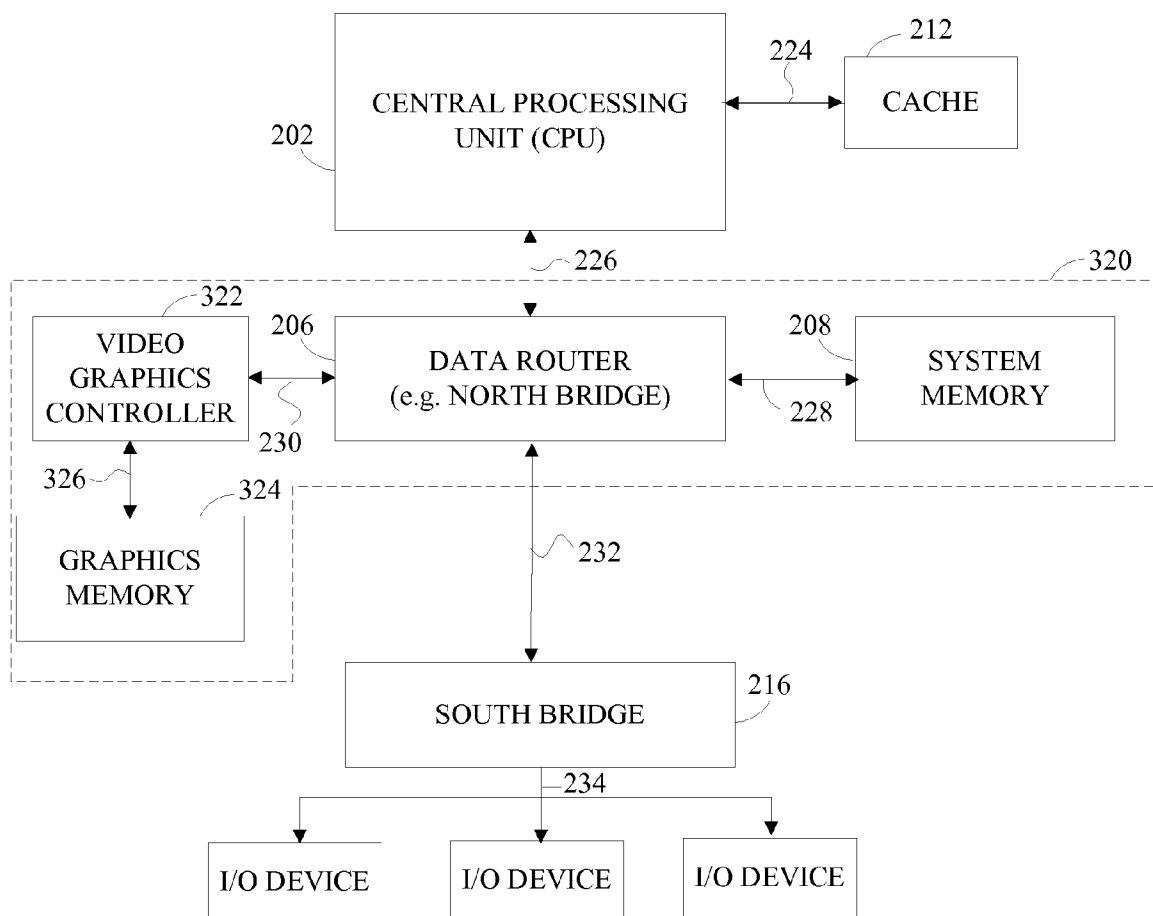 212
224
CENTRAL PROCESSING
UNIT (CPU)
CACHE
202
226
320
322
206
208
VIDEO
GRAPHICS
CONTROLLER
DATA ROUTER
(e.g. NORTH BRIDGE)
SYSTEM
MEMORY
230
228
326
324
GRAPHICS
MEMORY
232
216
SOUTH BRIDGE
234
I/O DEVICE
I/O DEVICE
I/O DEVICE